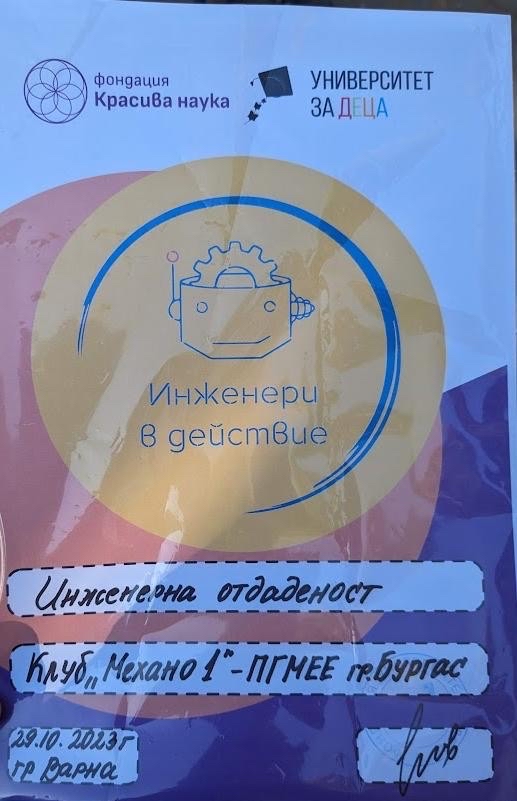 фондация
Красива наука
УНИВЕРСИТЕТ
ЗА ДЕЦА
Инженери
в действие
Инженерна отдаденост
Клуб „Механо 1" - ПГМЕЕ гр.Бургас
29.10.2023г
гр Варна